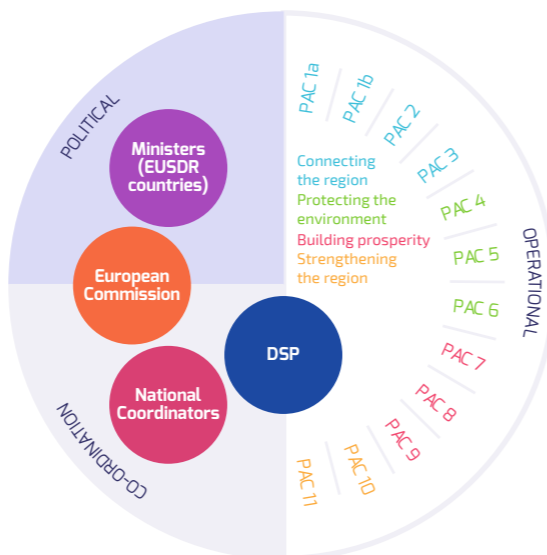 POLITICAL
Ministers
(EUSDR
countries)
European
Commission
National
Coordinators
CO-ORDINATION
DSP
Connecting
the region
Protecting the
environment
Building prosperity
Strengthening
the region
PAC 1a
PAC 1b
PAC 2
PAC 3
PAC 4
PAC 5
PAC 6
PAC 7
PAC 8
PAC 9
PAC 10
PAC 11
OPERATIONAL